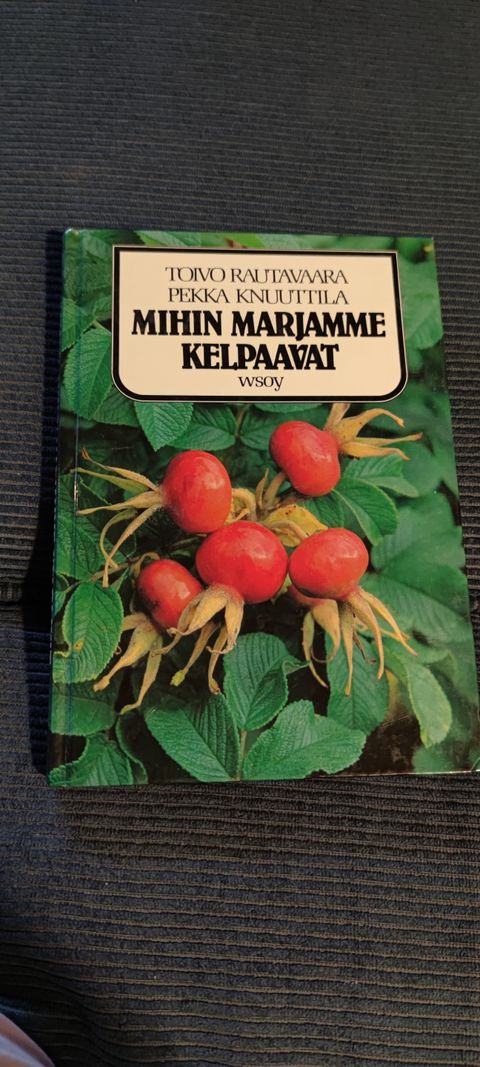 TOIVO RAUTAVAARA
PEKKA KNUUTTILA
MIHIN MARJAMME
KELPAAVAT
wsoy